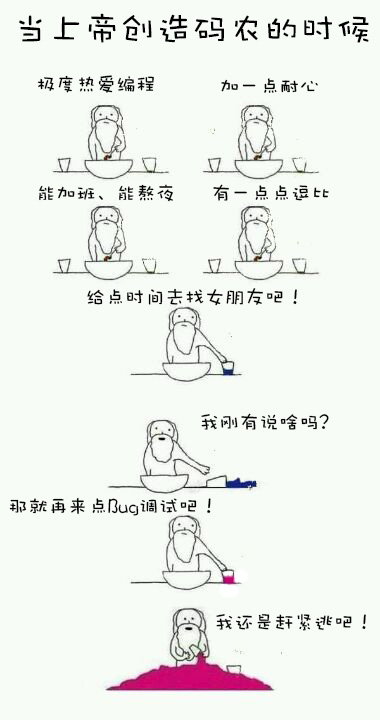 当上帝创造码农的时候
极度热爱编程
加一点耐心
能加班、能熬夜
有一点点逗比
给点时间去找女朋友吧！
我刚有说啥吗？
那就再来点Bug调试吧！
我还是赶紧逃吧！